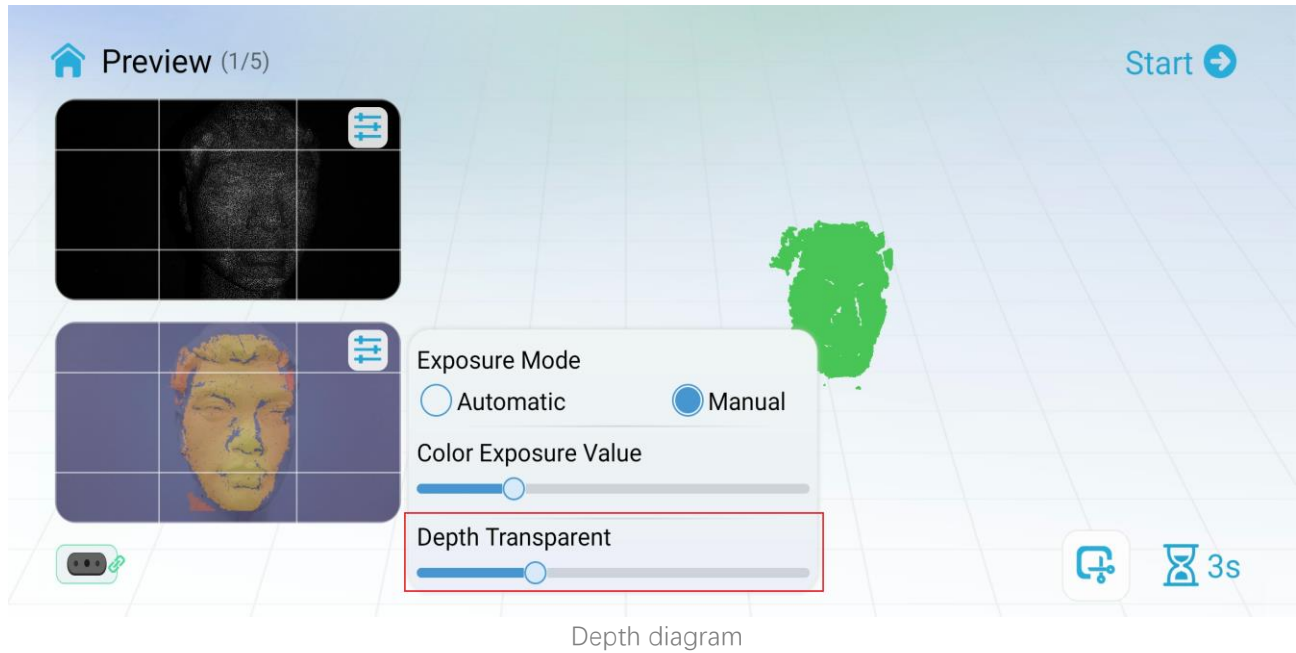 Preview (1/5)
Start
Exposure Mode
Automatic Manual
Color Exposure Value
Depth Transparent
3s
Depth diagram